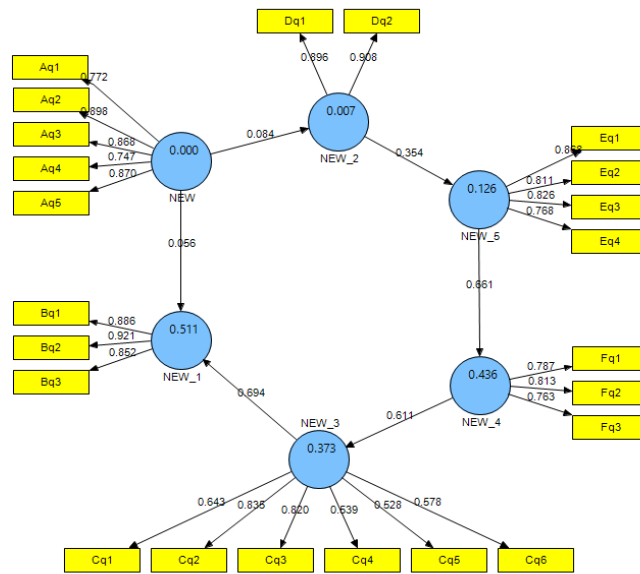 Dq1
Dq2
0.896
0.908
Aq1
Aq2
Aq3
Aq4
Aq5
0.772
0.898
0.868
0.747
0.870
0.000
NEW
0.084
0.007
NEW_2
0.354
0.126
NEW_5
0.868
0.811
0.826
0.768
Eq1
Eq2
Eq3
Eq4
0.056
0.661
Bq1
Bq2
Bq3
0.886
0.921
0.852
0.511
NEW_1
0.694
0.436
NEW_4
0.787
0.813
0.763
Fq1
Fq2
Fq3
0.611
NEW_3
0.373
0.643
0.835
0.820
0.539
0.528
0.578
Cq1
Cq2
Cq3
Cq4
Cq5
Cq6